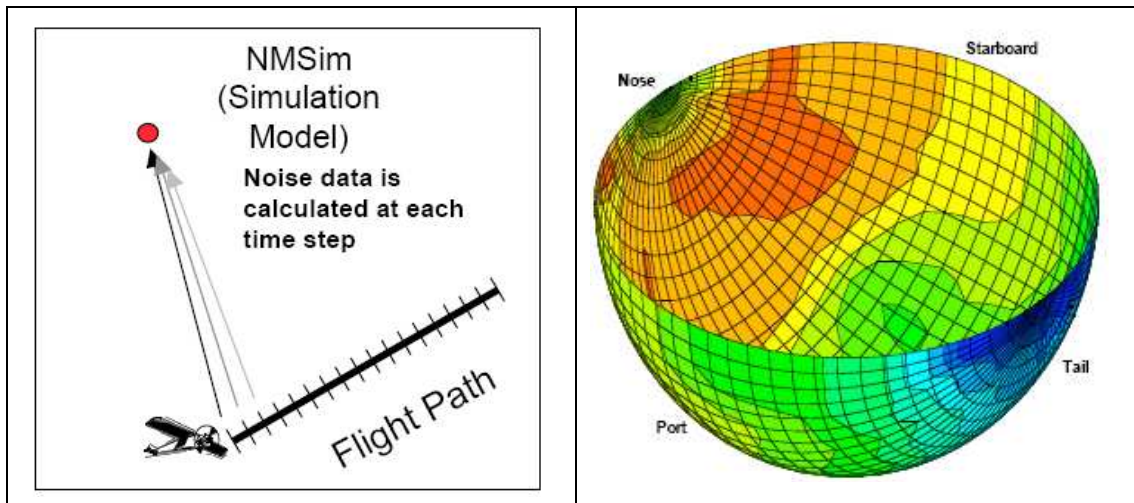 NMSim
(Simulation
Model)
Noise data is
calculated at each
time step
Flight Path
Starboard
Nose
Tail
Port